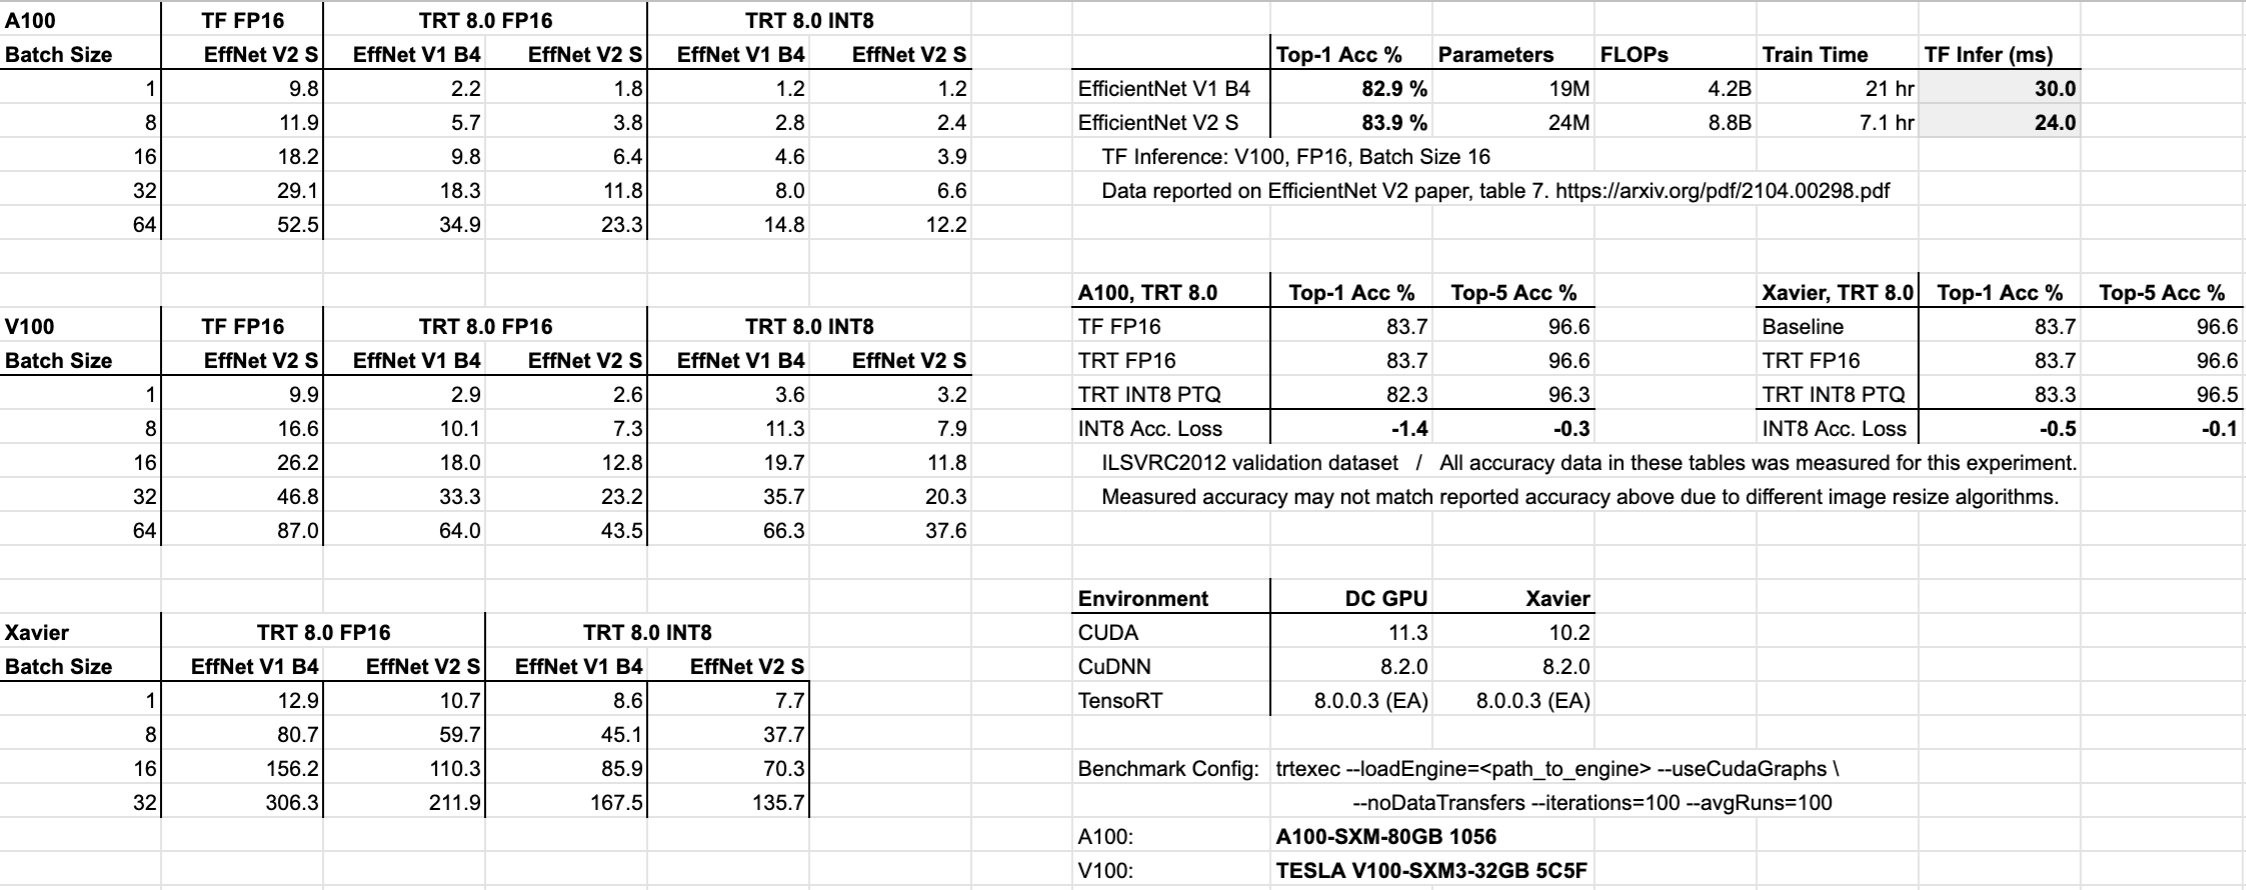 A100 TF FP16 TRT 8.0 FP16 TRT 8.0 INT8
Batch Size EffNet V2 S EffNet V1 B4 EffNet V2 S EffNet V1 B4 EffNet V2 S
1 9.8 2.2 1.8 1.2 1.2
8 11.9 5.7 3.8 2.8 2.4
16 18.2 9.8 6.4 4.6 3.9
32 29.1 18.3 11.8 8.0 6.6
64 52.5 34.9 23.3 14.8 12.2
V100 TF FP16 TRT 8.0 FP16 TRT 8.0 INT8
Batch Size EffNet V2 S EffNet V1 B4 EffNet V2 S EffNet V1 B4 EffNet V2 S
1 9.9 2.9 2.6 3.6 3.2
8 16.6 10.1 7.3 11.3 7.9
16 26.2 18.0 12.8 19.7 11.8
32 46.8 33.3 23.2 35.7 20.3
64 87.0 64.0 43.5 66.3 37.6
Xavier TRT 8.0 FP16 TRT 8.0 INT8
Batch Size EffNet V1 B4 EffNet V2 S EffNet V1 B4 EffNet V2 S
1 12.9 10.7 8.6 7.7
8 80.7 59.7 45.1 37.7
16 156.2 110.3 85.9 70.3
32 306.3 211.9 167.5 135.7
Top-1 Acc % Parameters FLOPs Train Time TF Infer (ms)
EfficientNet V1 B4 82.9 % 19M 4.2B 21 hr 30.0
EfficientNet V2 S 83.9 % 24M 8.8B 7.1 hr 24.0
TF Inference: V100, FP16, Batch Size 16
Data reported on EfficientNet V2 paper, table 7. https://arxiv.org/pdf/2104.00298.pdf
A100, TRT 8.0 Top-1 Acc % Top-5 Acc %
TF FP16 83.7 96.6
TRT FP16 83.7 96.6
TRT INT8 PTQ 82.3 96.3
INT8 Acc. Loss -1.4 -0.3
Xavier, TRT 8.0 Top-1 Acc % Top-5 Acc %
Baseline 83.7 96.6
TRT FP16 83.7 96.6
TRT INT8 PTQ 83.3 96.5
INT8 Acc. Loss -0.5 -0.1
ILSVRC2012 validation dataset / All accuracy data in these tables was measured for this experiment.
Measured accuracy may not match reported accuracy above due to different image resize algorithms.
Environment DC GPU Xavier
CUDA 11.3 10.2
CuDNN 8.2.0 8.2.0
TensoRT 8.0.0.3 (EA) 8.0.0.3 (EA)
Benchmark Config: trtexec --loadEngine=<path_to_engine> --useCudaGraphs \
--noDataTransfers --iterations=100 --avgRuns=100
A100: A100-SXM-80GB 1056
V100: TESLA V100-SXM3-32GB 5C5F